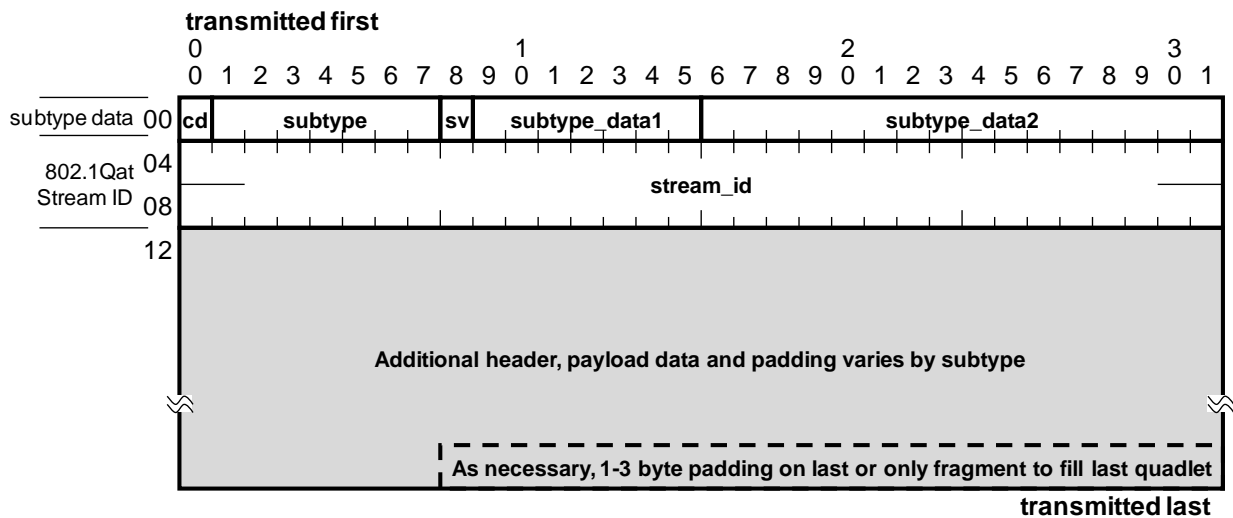 transmitted first
0 1 2 3
0 1 2 3 4 5 6 7 8 9 0 1 2 3 4 5 6 7 8 9 0 1 2 3 4 5 6 7 8 9 0 1
subtype data 00 cd subtype sv subtype_data1 subtype_data2
04
802.1Qat
Stream ID
stream_id
08
12
Additional header, payload data and padding varies by subtype
As necessary, 1-3 byte padding on last or only fragment to fill last quadlet
transmitted last